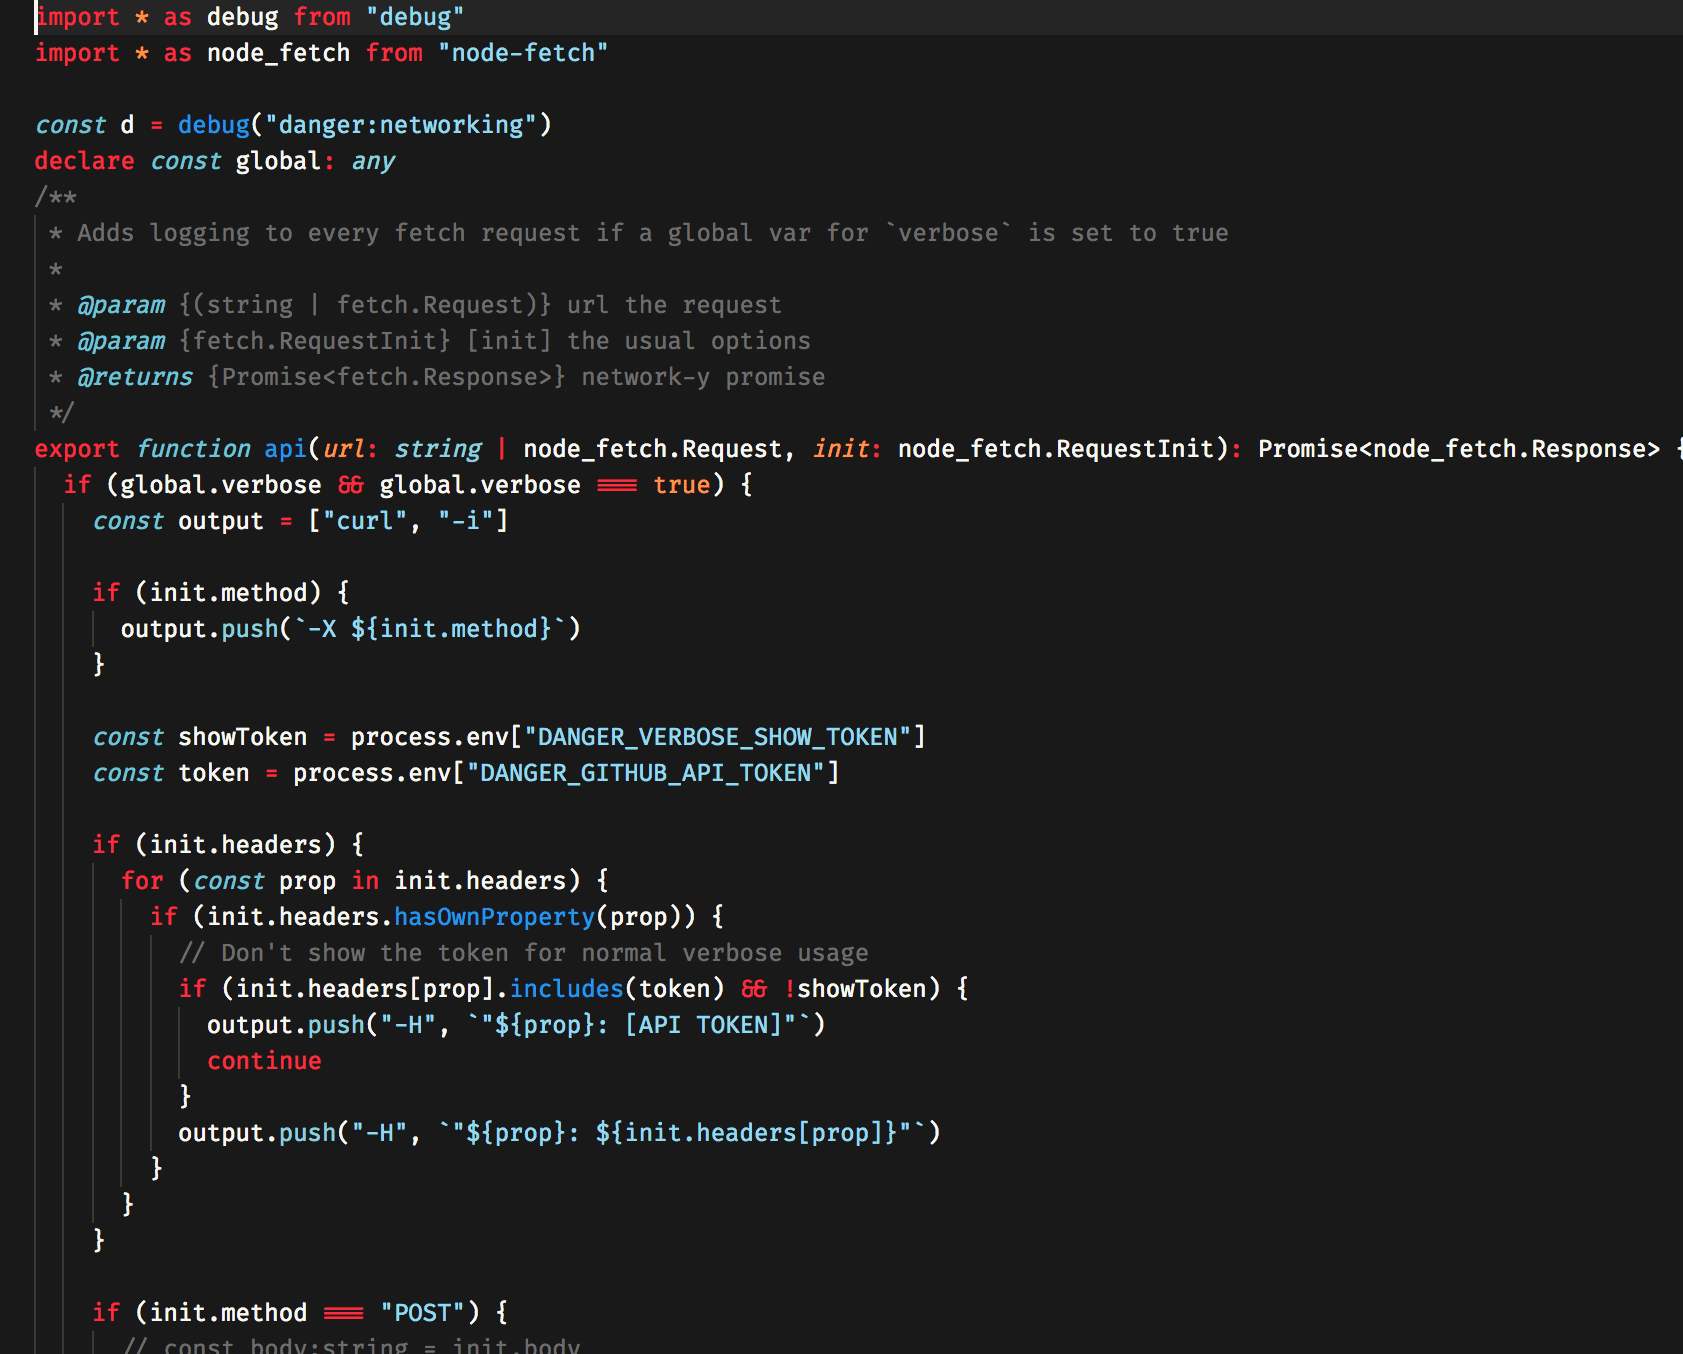 import * as debug from "debug"
import * as node_fetch from "node-fetch"

const d = debug("danger:networking")
declare const global: any
/**
 * Adds logging to every fetch request if a global var for `verbose` is set to true
 *
 * @param {(string | fetch.Request)} url the request
 * @param {fetch.RequestInit} [init] the usual options
 * @returns {Promise<fetch.Response>} network-y promise
 */
export function api(url: string | node_fetch.Request, init: node_fetch.RequestInit): Promise<node_fetch.Response> {
  if (global.verbose && global.verbose === true) {
    const output = ["curl", "-i"]

    if (init.method) {
      output.push(`-X ${init.method}`)
    }

    const showToken = process.env["DANGER_VERBOSE_SHOW_TOKEN"]
    const token = process.env["DANGER_GITHUB_API_TOKEN"]

    if (init.headers) {
      for (const prop in init.headers) {
        if (init.headers.hasOwnProperty(prop)) {
          // Don't show the token for normal verbose usage
          if (init.headers[prop].includes(token) && !showToken) {
            output.push("-H", `"${prop}: [API TOKEN]"`)
            continue
          }
          output.push("-H", `"${prop}: ${init.headers[prop]}"`)
        }
      }
    }

    if (init.method === "POST") {
      // const body:string = init.body